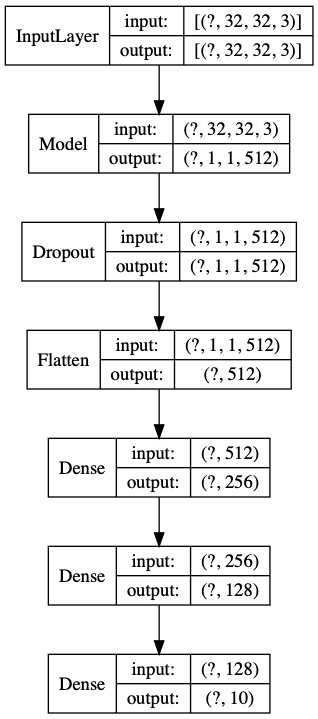 InputLayer
input: [(?, 32, 32, 3)]
output: [(?, 32, 32, 3)]
Model
input: (?, 32, 32, 3)
output: (?, 1, 1, 512)
Dropout
input: (?, 1, 1, 512)
output: (?, 1, 1, 512)
Flatten
input: (?, 1, 1, 512)
output: (?, 512)
Dense
input: (?, 512)
output: (?, 256)
Dense
input: (?, 256)
output: (?, 128)
Dense
input: (?, 128)
output: (?, 10)